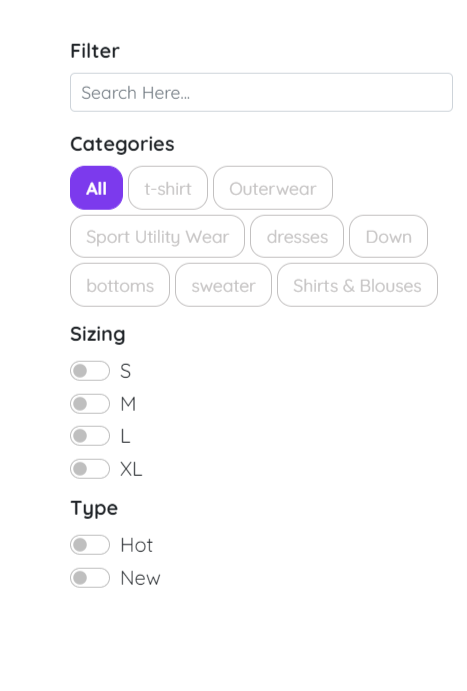 Filter
Search Here...
Categories
All t-shirt Outerwear
Sport Utility Wear dresses Down
bottoms sweater Shirts & Blouses
Sizing
S
M
L
XL
Type
Hot
New